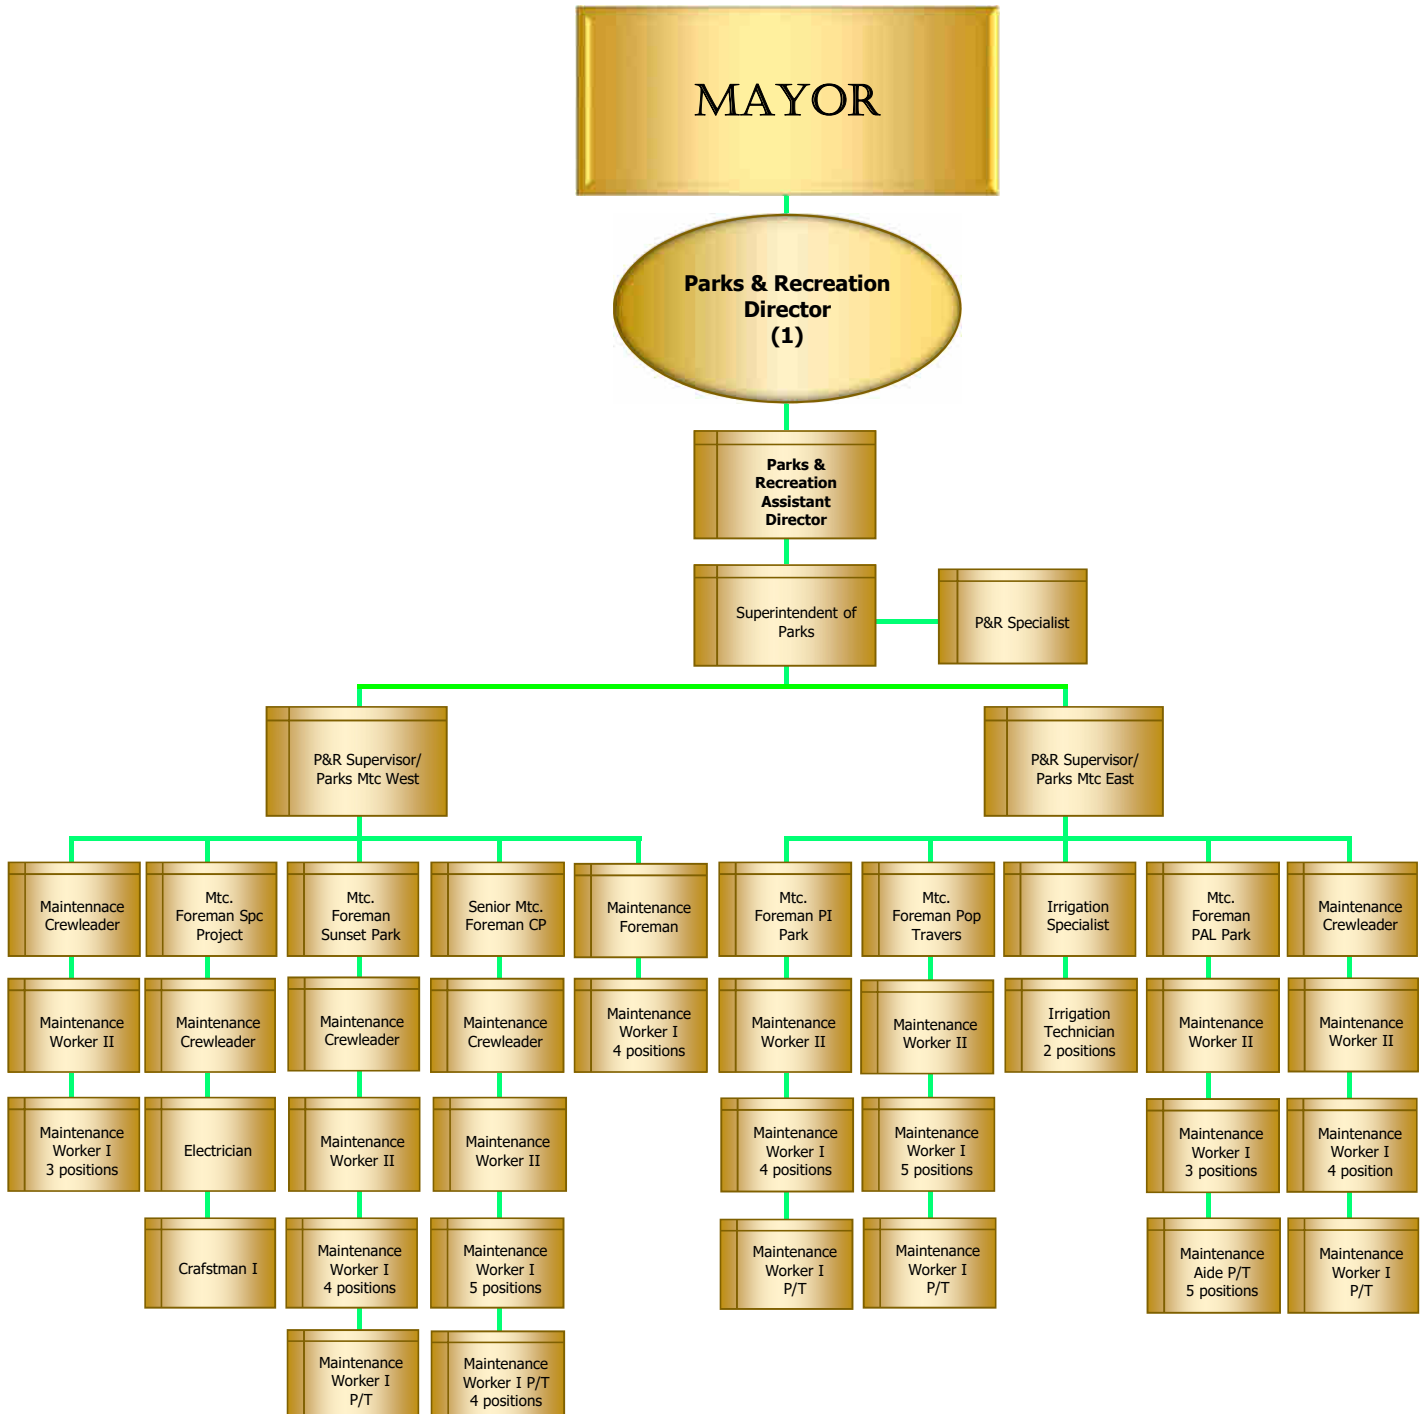 MAYOR
Parks & Recreation
Director
(1)
Parks &
Recreation
Assistant
Director
Superintendent of
Parks
P&R Specialist
P&R Supervisor/
Parks Mtc West
P&R Supervisor/
Parks Mtc East
Maintennace
Crewleader
Mtc.
Foreman Spc
Project
Mtc.
Foreman
Sunset Park
Senior Mtc.
Foreman CP
Maintenance
Foreman
Mtc.
Foreman PI
Park
Mtc.
Foreman Pop
Travers
Irrigation
Specialist
Mtc.
Foreman
PAL Park
Maintenance
Crewleader
Maintenance
Worker II
Maintenance
Crewleader
Maintenance
Crewleader
Maintenance
Crewleader
Maintenance
Worker I
4 positions
Maintenance
Worker II
Maintenance
Worker II
Irrigation
Technician
2 positions
Maintenance
Worker II
Maintenance
Worker II
Maintenance
Worker I
3 positions
Electrician
Maintenance
Worker II
Maintenance
Worker II
Maintenance
Worker I
4 positions
Maintenance
Worker I
5 positions
Maintenance
Worker I
3 positions
Maintenance
Worker I
4 position
Crafstman I
Maintenance
Worker I
4 positions
Maintenance
Worker I
5 positions
Maintenance
Worker I
P/T
Maintenance
Worker I
P/T
Maintenance
Aide P/T
5 positions
Maintenance
Worker I
P/T
Maintenance
Worker I
P/T
Maintenance
Worker I P/T
4 positions